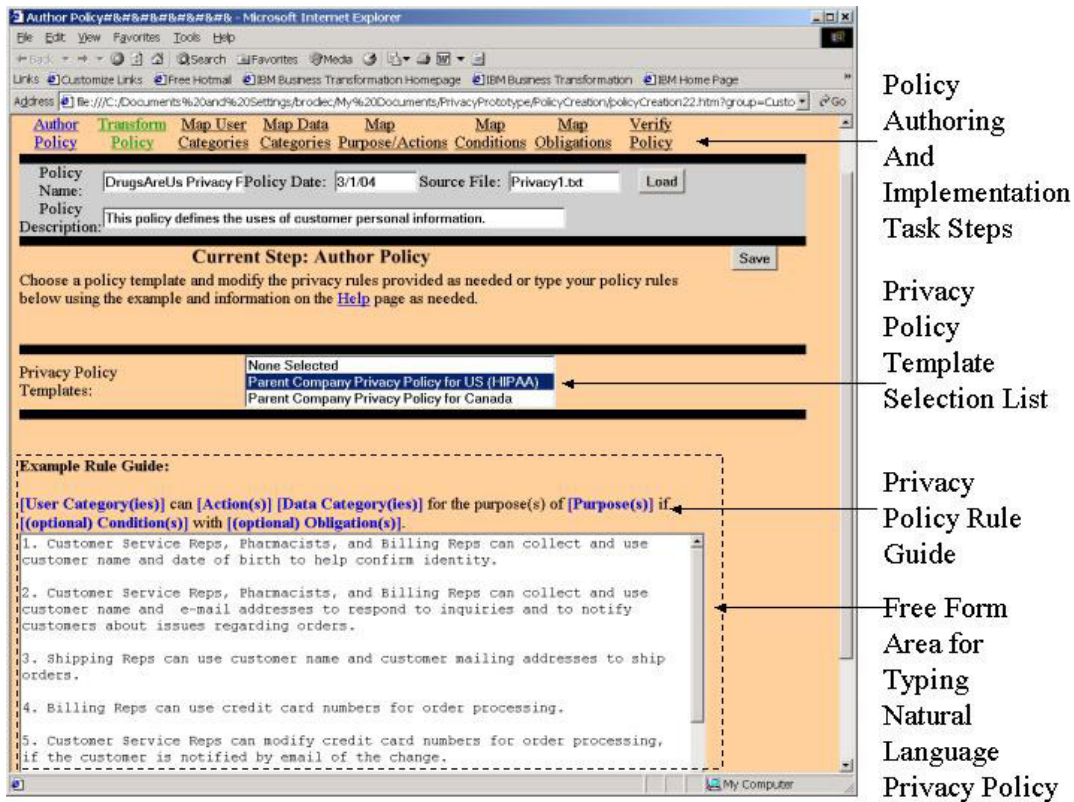 Author Policy#&#&#&#&#&#&#& - Microsoft Internet Explorer
File Edit View Favorites Tools Help
Back Search Favorites Media
Links Customize Links Free Hotmail IBM Business Transformation Homepage IBM Business Transformation IBM Home Page »
Address file:///C:/Documents%20and%20Settings/brodiec/My%20Documents/PrivacyPrototype/PolicyCreation/policyCreation22.htm?group=Custo Go
Author Policy Transform Policy Map User Categories Map Data Categories Map Purpose/Actions Map Conditions Map Obligations Verify Policy
Policy Name: DrugsAreUs Privacy F Policy Date: 3/1/04 Source File: Privacy1.txt Load
Policy Description: This policy defines the uses of customer personal information.
Current Step: Author Policy Save
Choose a policy template and modify the privacy rules provided as needed or type your policy rules
below using the example and information on the Help page as needed.
Privacy Policy Templates:
None Selected
Parent Company Privacy Policy for US (HIPAA)
Parent Company Privacy Policy for Canada
Example Rule Guide:
[User Category(ies)] can [Action(s)] [Data Category(ies)] for the purpose(s) of [Purpose(s)] if
[(optional) Condition(s)] with [(optional) Obligation(s)].
1. Customer Service Reps, Pharmacists, and Billing Reps can collect and use
customer name and date of birth to help confirm identity.
2. Customer Service Reps, Pharmacists, and Billing Reps can collect and use
customer name and e-mail addresses to respond to inquiries and to notify
customers about issues regarding orders.
3. Shipping Reps can use customer name and customer mailing addresses to ship
orders.
4. Billing Reps can use credit card numbers for order processing.
5. Customer Service Reps can modify credit card numbers for order processing,
if the customer is notified by email of the change.
My Computer
Policy
Authoring
And
Implementation
Task Steps
Privacy
Policy
Template
Selection List
Privacy
Policy Rule
Guide
Free Form
Area for
Typing
Natural
Language
Privacy Policy